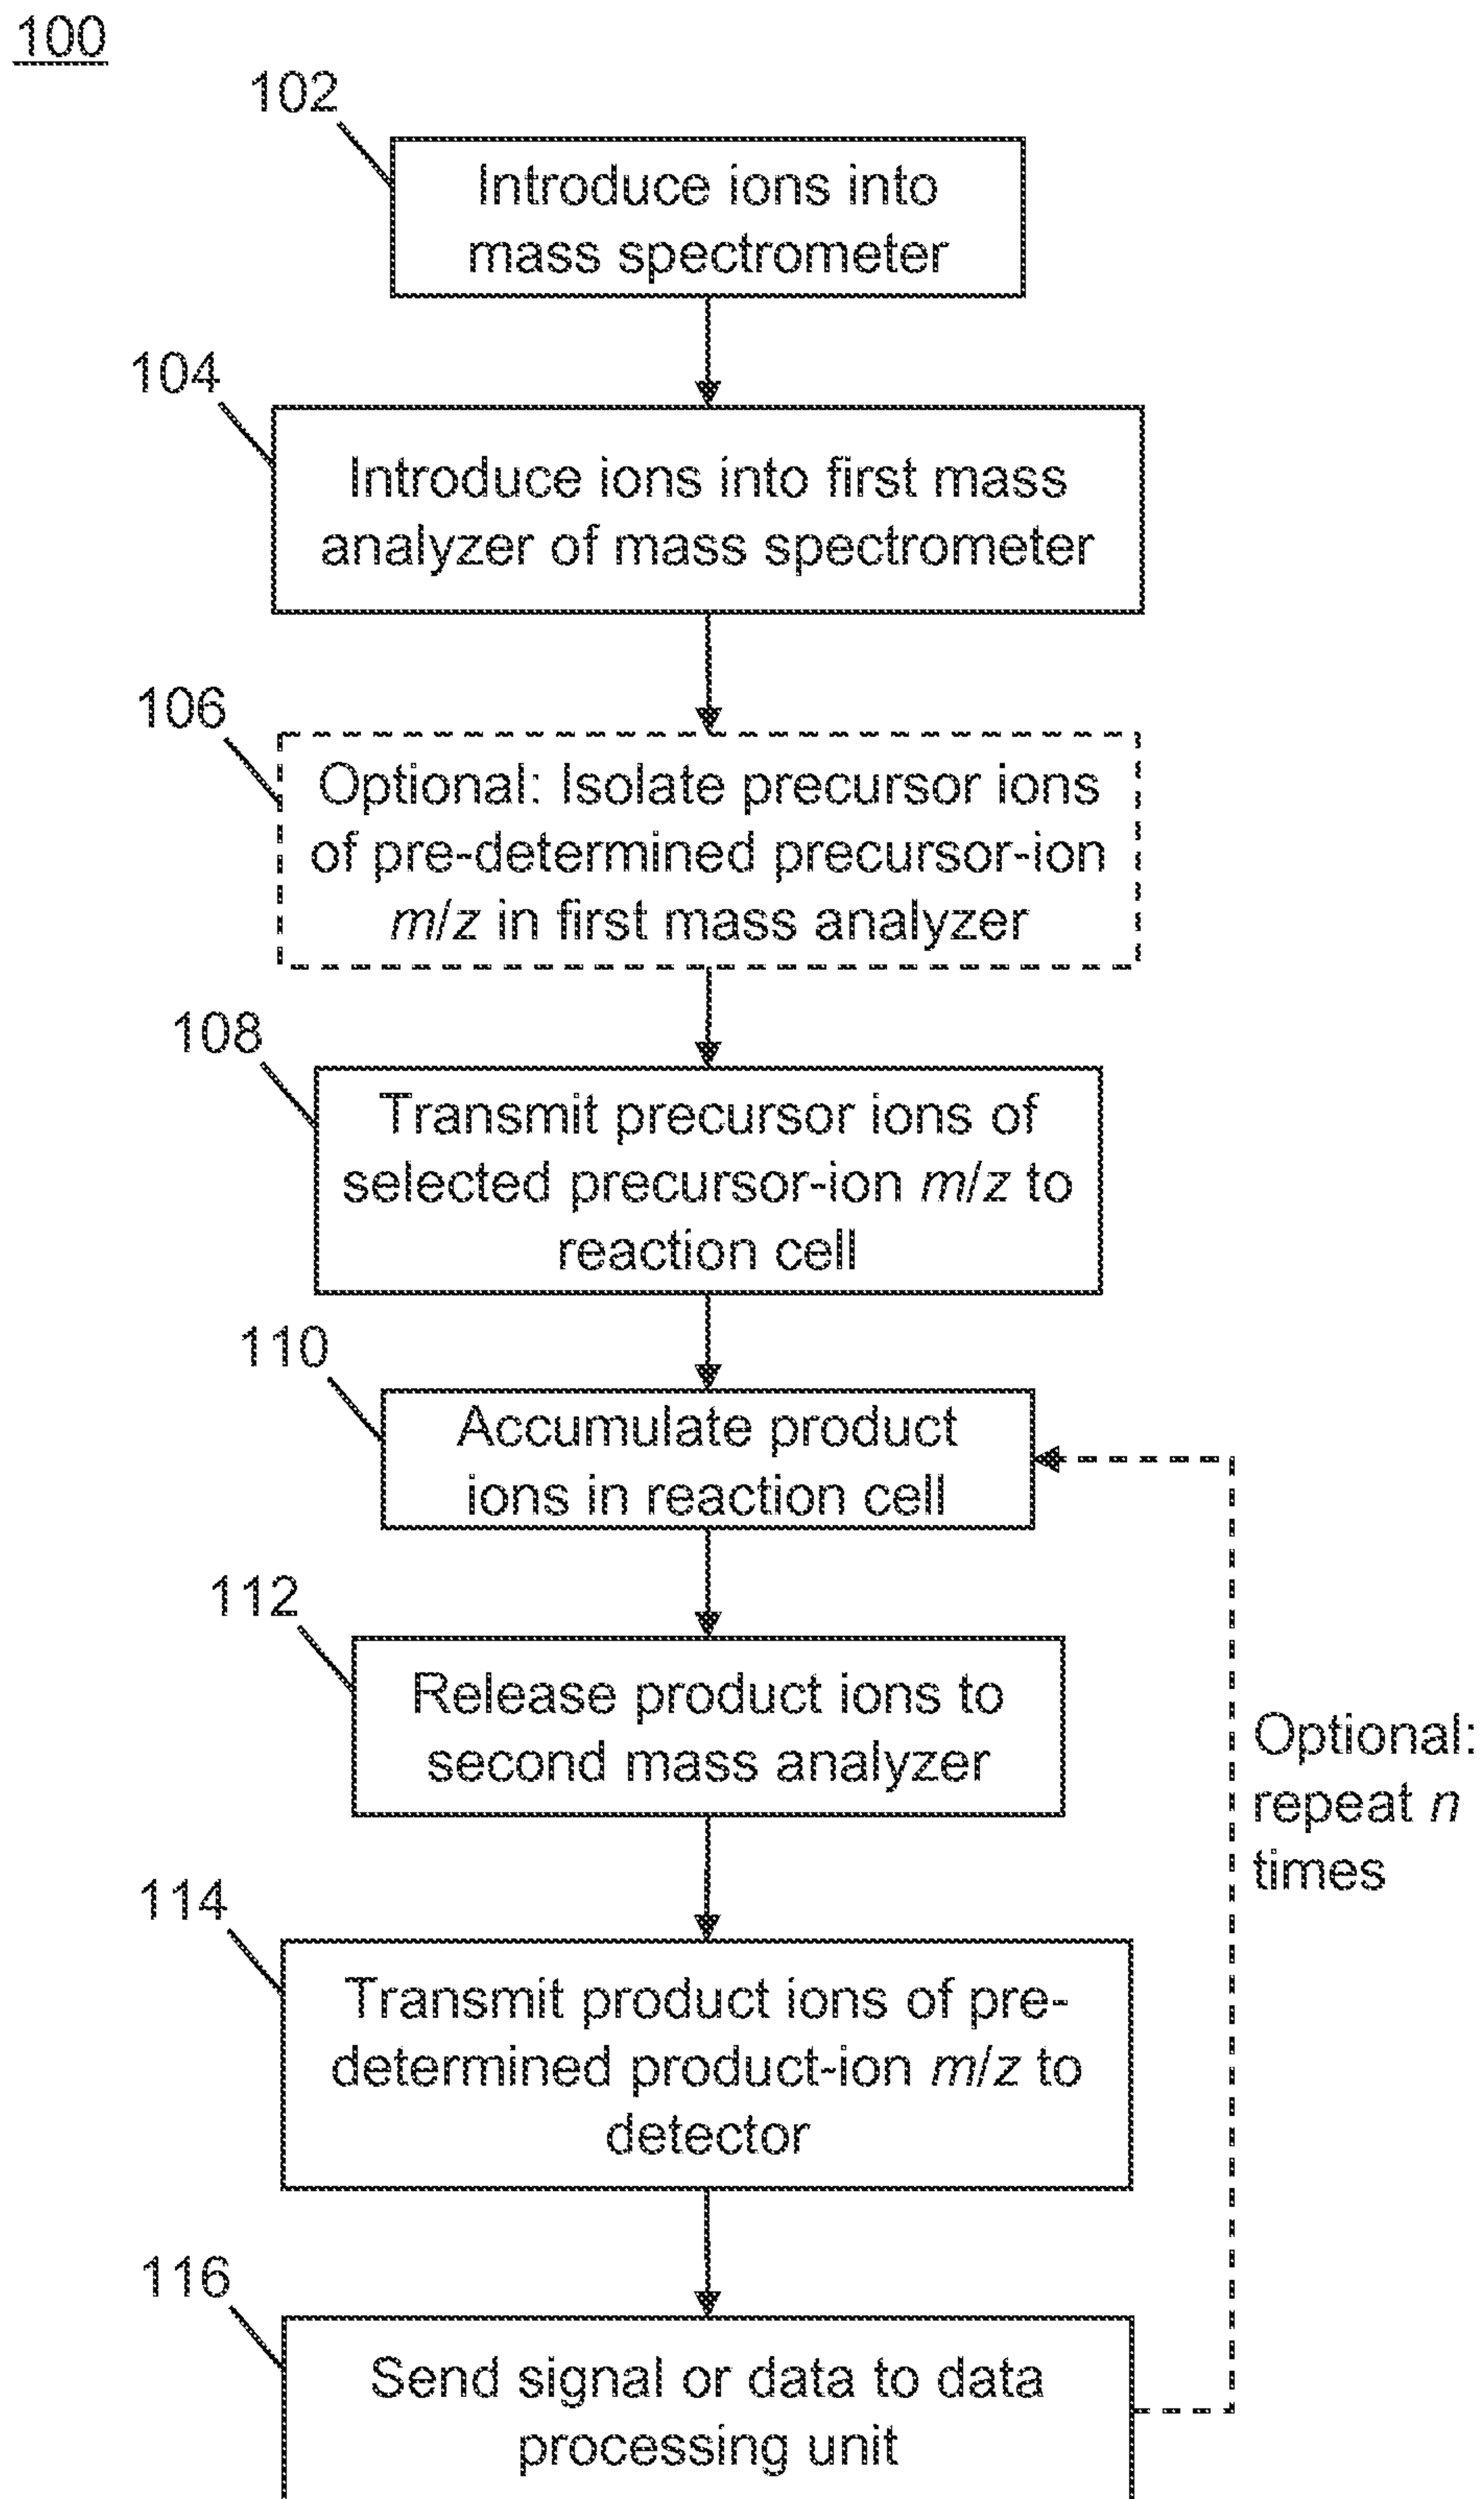 100
102
Introduce ions into
mass spectrometer
104
Introduce ions into first mass
analyzer of mass spectrometer
106
Optional: Isolate precursor ions
of pre-determined precursor-ion
m/z in first mass analyzer
108
Transmit precursor ions of
selected precursor-ion m/z to
reaction cell
110
Accumulate product
ions in reaction cell
112
Release product ions to
second mass analyzer
Optional:
repeat n
times
114
Transmit product ions of pre-
determined product-ion m/z to
detector
116
Send signal or data to data
processing unit